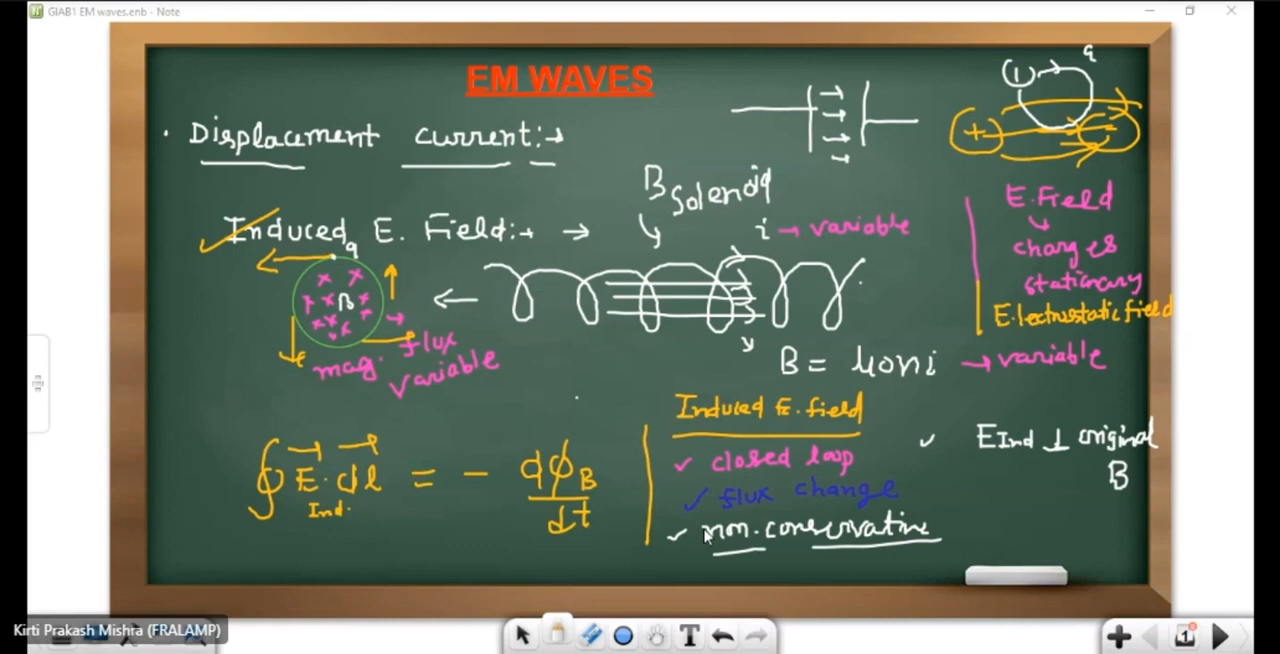 GIAB1 EM waves.enb - Note
EM WAVES
· Displacement current:→
q
+
B Solenoid
Induced E. Field:→ →
i → variable
q
B
mag. flux
variable
B = μ0ni → variable
E. Field
charges
stationary
E.lectrostatic field
∮ E⃗ . dl⃗ = - dϕB/dt
Ind.
Induced E. field
✓ closed loop
✓ flux change
✓ non. conservative
✓ EInd ⊥ original
B
Kirti Prakash Mishra (FRALAMP)
T
1